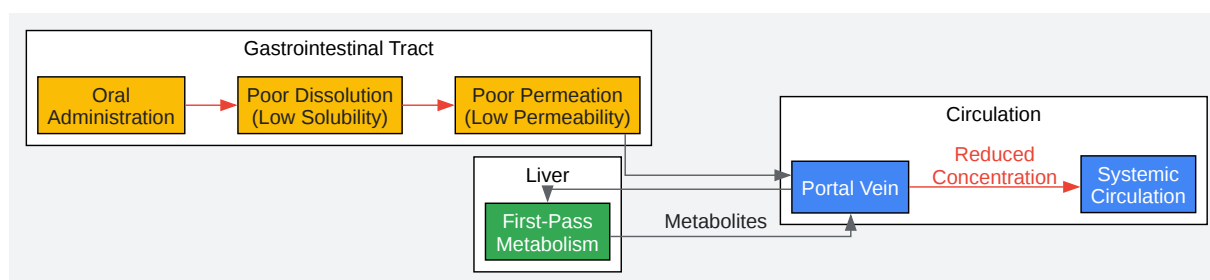 Gastrointestinal Tract
Oral
Administration
Poor Dissolution
(Low Solubility)
Poor Permeation
(Low Permeability)
Circulation
Reduced
Concentration
Portal Vein
Systemic
Circulation
Liver
First-Pass
Metabolism
Metabolites